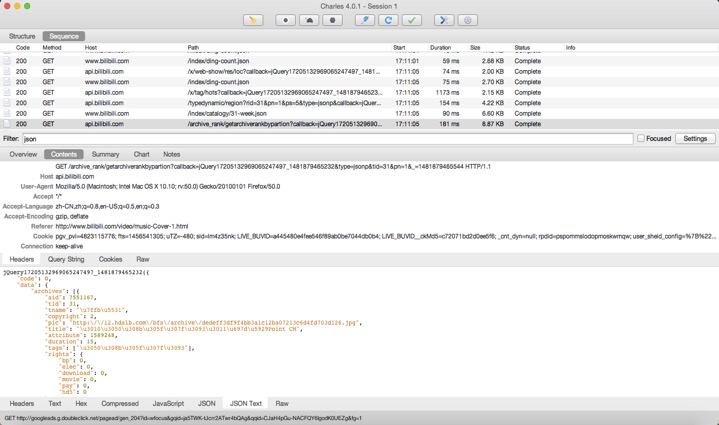 Charles 4.0.1 - Session 1
Structure Sequence
Code Method Host Path Start Duration Size Status Info
200 GET www.bilibili.com /index/ding-count.json 17:11:01 59 ms 2.68 KB Complete
200 GET api.bilibili.com /x/web-show/res/loc?callback=jQuery17205132969065247497_1481... 17:11:05 74 ms 2.00 KB Complete
200 GET www.bilibili.com /index/ding-count.json 17:11:05 75 ms 2.70 KB Complete
200 GET api.bilibili.com /x/tag/hots?callback=jQuery17205132969065247497_148187946523... 17:11:05 1173 ms 2.15 KB Complete
200 GET api.bilibili.com /typedynamic/region?rid=31&pn=1&ps=5&type=jsonp&callback=jQuer... 17:11:05 154 ms 4.22 KB Complete
200 GET www.bilibili.com /index/catalogy/31-week.json 17:11:05 90 ms 6.60 KB Complete
200 GET api.bilibili.com /archive_rank/getarchiverankbypartion?callback=jQuery172051329690... 17:11:05 161 ms 8.87 KB Complete
Filter: json Focused Settings
Overview Contents Summary Chart Notes
GET /archive_rank/getarchiverankbypartion?callback=jQuery17205132969065247497_1481879465232&type=jsonp&tid=31&pn=1&_=1481879465544 HTTP/1.1
Host api.bilibili.com
User-Agent Mozilla/5.0 (Macintosh; Intel Mac OS X 10.10; rv:50.0) Gecko/20100101 Firefox/50.0
Accept */*
Accept-Language zh-CN,zh;q=0.8,en-US;q=0.5,en;q=0.3
Accept-Encoding gzip, deflate
Referer http://www.bilibili.com/video/music-Cover-1.html
Cookie pgv_pvi=4823115776; fts=1456541305; uTZ=-480; sid=lm4z35nk; LIVE_BUVID=a445480e4fee546f89ab0be7044db0b4; LIVE_BUVID__ckMd5=c72071bd2d0ee5f6; _cnt_dyn=null; rpdid=pspommslodopmoskwmqw; user_sheid_config=%7B%22...
Connection keep-alive
Headers Query String Cookies Raw
jQuery17205132969065247497_1481879465232({
"code": 0,
"data": {
"archives": [{
"aid": 7551167,
"tid": 31,
"tname": "\u7ffb\u5531",
"copyright": 2,
"pic": "http:\/\/i2.hdslb.com\/bfs\/archive\/dedeff3df9f4bb3a1c12ba07213c6d4fd703d126.jpg",
"title": "\u3010\u3050\u308b\u305f\u307f\u3093\u3011\u697d\u5929Point CM",
"attribute": 1589248,
"duration": 15,
"tags": ["\u3050\u308b\u305f\u307f\u3093"],
"rights": {
"bp": 0,
"elec": 0,
"download": 0,
"movie": 0,
"pay": 0,
"hd5": 0
Headers Text Hex Compressed JavaScript JSON JSON Text Raw
GET http://googleads.g.doubleclick.net/pagead/gen_204?id=wfocus&gqid=ja5TWK-tJcrr2ATwr4bQAg&qqid=CJaH4pGu-NACFQY6lgodK0UEZg&fg=1